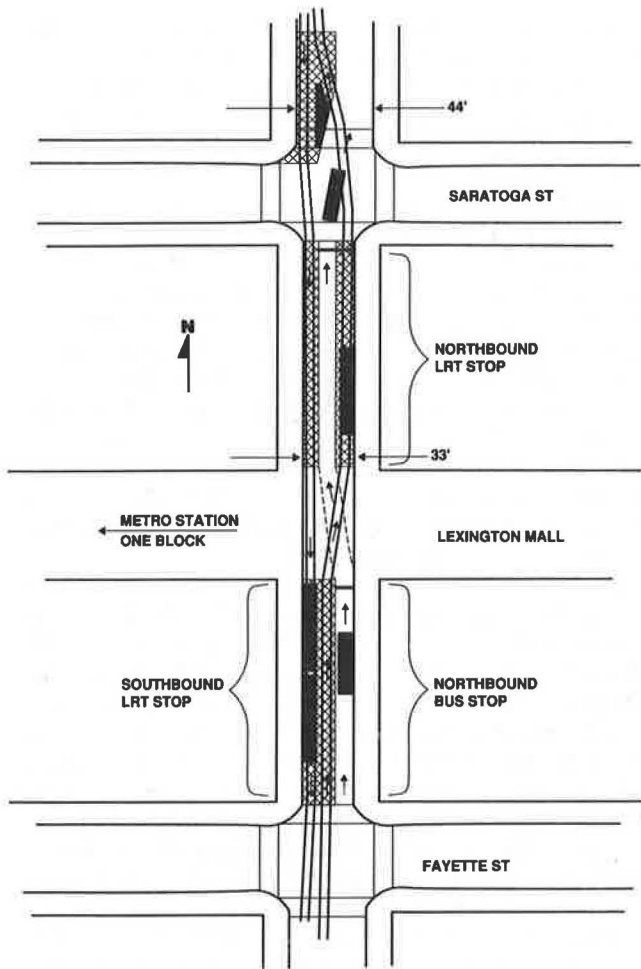 44'
SARATOGA ST
N
NORTHBOUND
LRT STOP
33'
METRO STATION
ONE BLOCK
LEXINGTON MALL
SOUTHBOUND
LRT STOP
NORTHBOUND
BUS STOP
FAYETTE ST